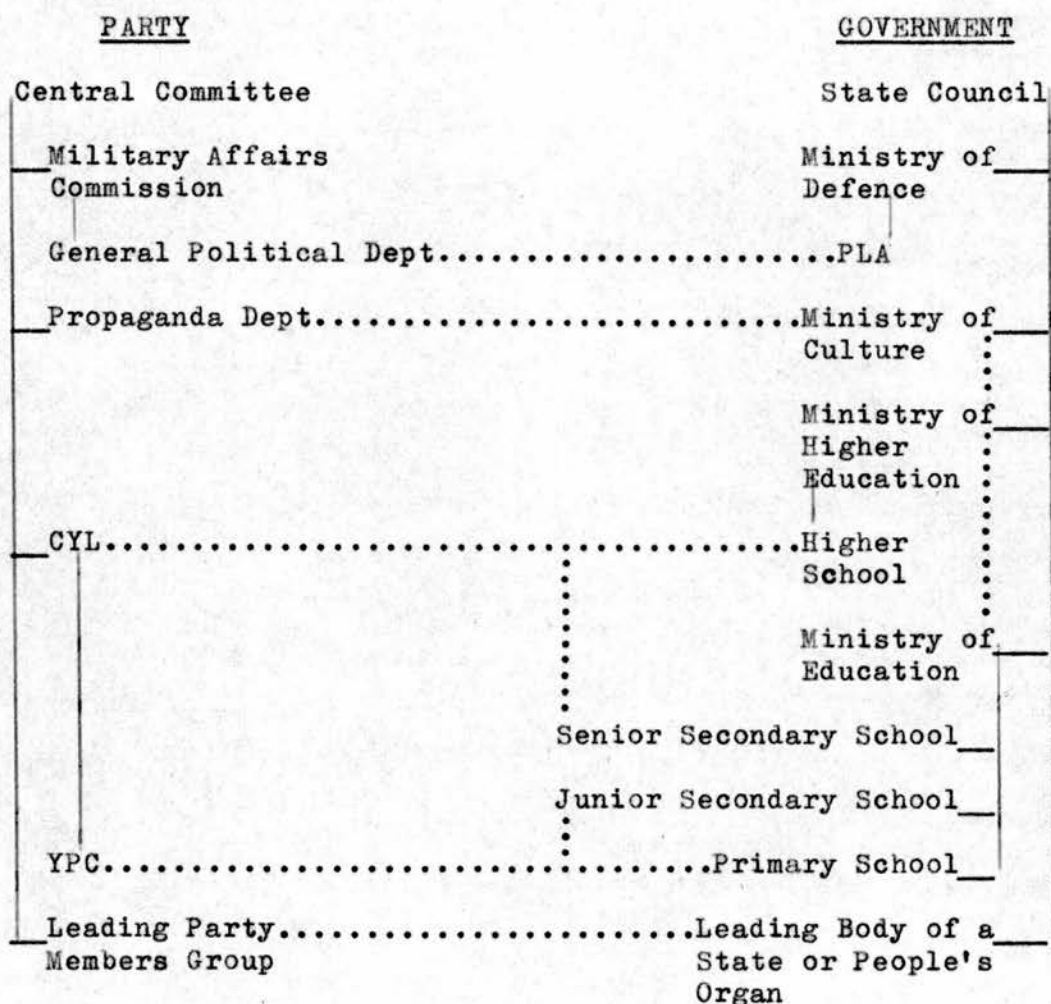 PARTY GOVERNMENT
Central Committee State Council
Military Affairs Ministry of
Commission Defence
General Political Dept.......................PLA
Propaganda Dept............................Ministry of
Culture
Ministry of
Higher
Education
CYL........................................Higher
School
Ministry of
Education
Senior Secondary School
Junior Secondary School
YPC...................................Primary School
Leading Party........................Leading Body of a
Members Group State or People's
Organ